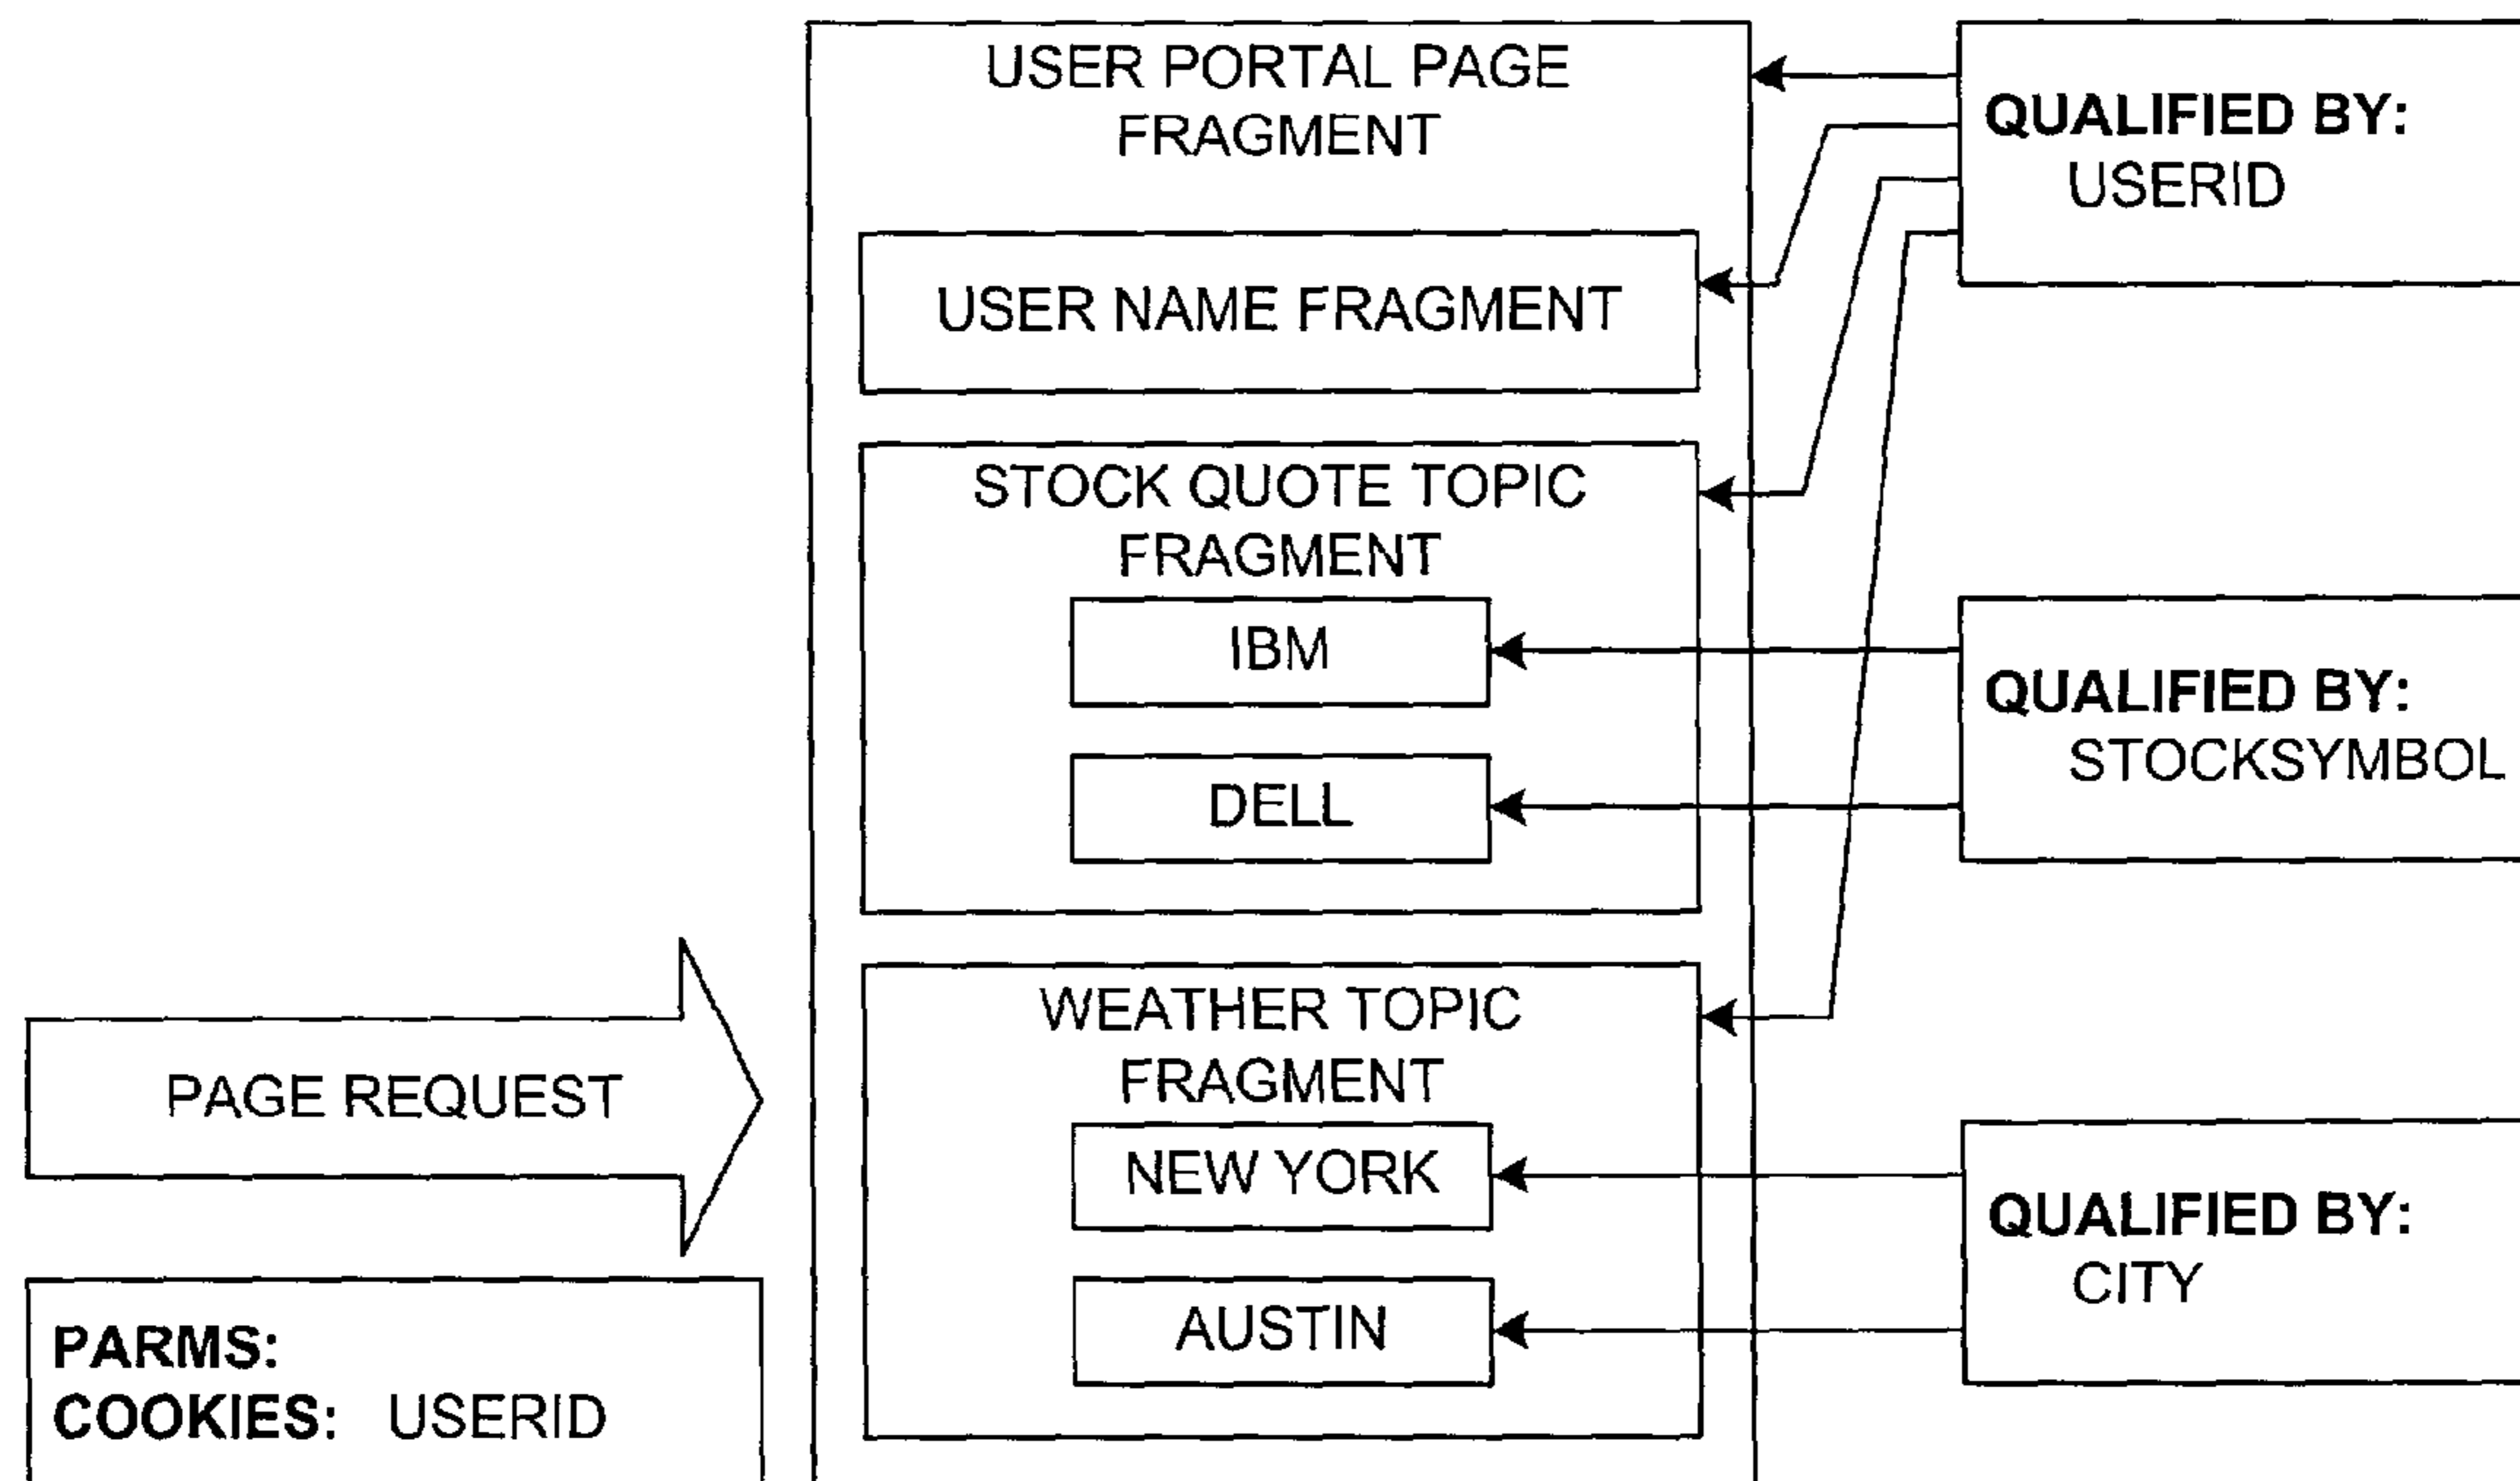 USER PORTAL PAGE
FRAGMENT
QUALIFIED BY:
USERID
USER NAME FRAGMENT
STOCK QUOTE TOPIC
FRAGMENT
IBM
DELL
QUALIFIED BY:
STOCKSYMBOL
WEATHER TOPIC
FRAGMENT
NEW YORK
AUSTIN
QUALIFIED BY:
CITY
PAGE REQUEST
PARMS:
COOKIES: USERID